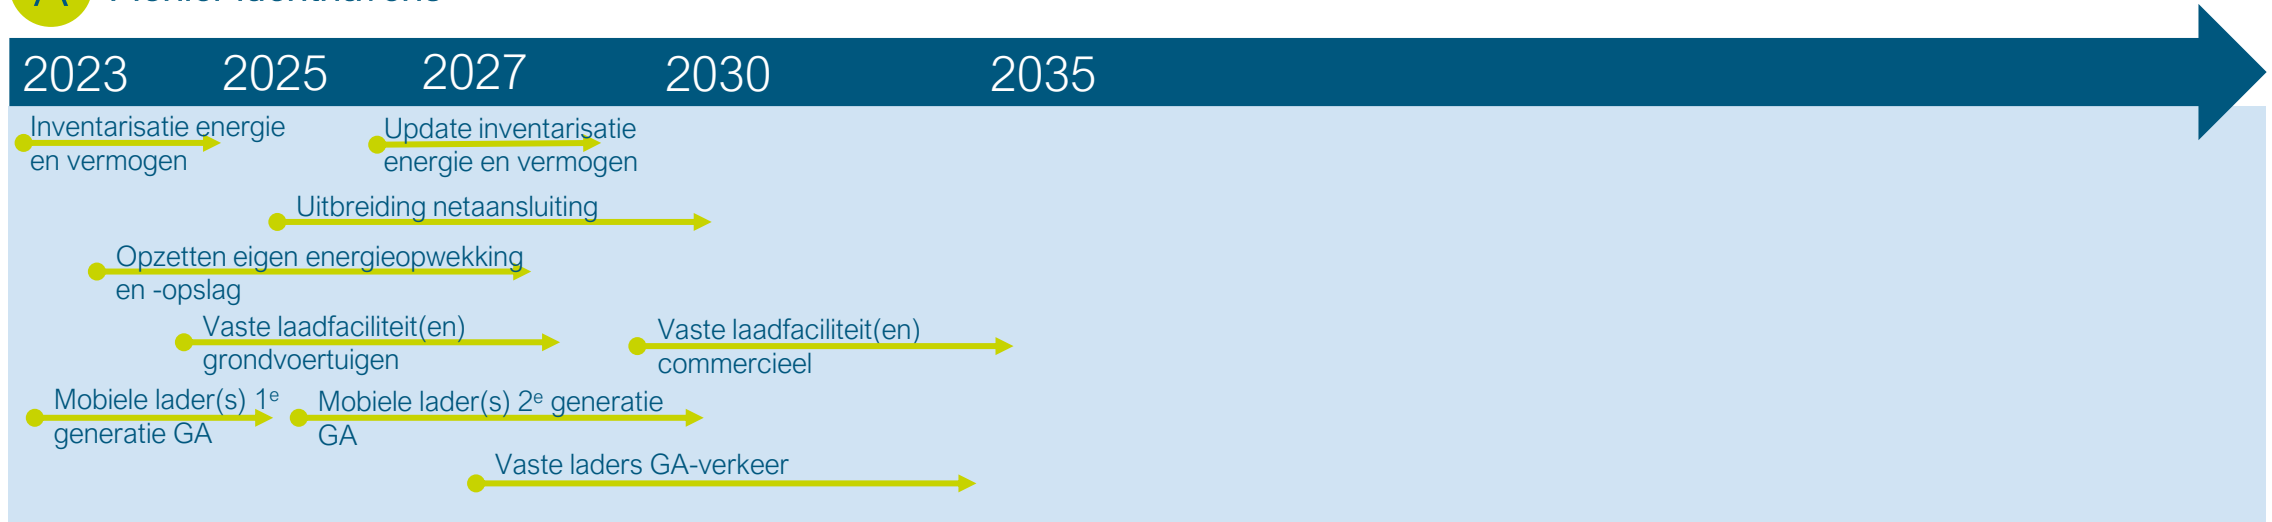 2023 2025 2027 2030 2035
Inventarisatie energie
en vermogen
Update inventarisatie
energie en vermogen
Uitbreiding netaansluiting
Opzetten eigen energieopwekking
en -opslag
Vaste laadfaciliteit(en)
grondvoertuigen
Vaste laadfaciliteit(en)
commercieel
Mobiele lader(s) 1e
generatie GA
Mobiele lader(s) 2e generatie
GA
Vaste laders GA-verkeer